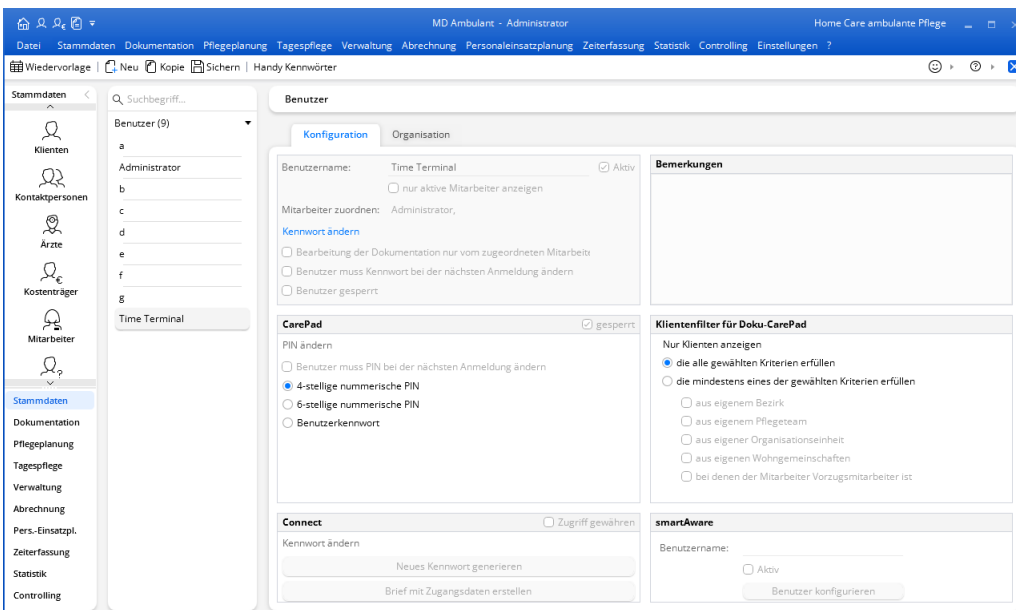 MD Ambulant - Administrator
Home Care ambulante Pflege
Datei Stammdaten Dokumentation Pflegeplanung Tagespflege Verwaltung Abrechnung Personaleinsatzplanung Zeiterfassung Statistik Controlling Einstellungen ?
Wiedervorlage | Neu Kopie Sichern | Handy Kennwörter
Stammdaten
Klienten
Kontaktpersonen
Ärzte
Kostenträger
Mitarbeiter
Stammdaten
Dokumentation
Pflegeplanung
Tagespflege
Verwaltung
Abrechnung
Pers.-Einsatzpl.
Zeiterfassung
Statistik
Controlling
Suchbegriff...
Benutzer (9)
a
Administrator
b
c
d
e
f
g
Time Terminal
Benutzer
Konfiguration Organisation
Benutzername: Time Terminal Aktiv
nur aktive Mitarbeiter anzeigen
Mitarbeiter zuordnen: Administrator,
Kennwort ändern
Bearbeitung der Dokumentation nur vom zugeordneten Mitarbeite
Benutzer muss Kennwort bei der nächsten Anmeldung ändern
Benutzer gesperrt
Bemerkungen
CarePad gesperrt
PIN ändern
Benutzer muss PIN bei der nächsten Anmeldung ändern
4-stellige nummerische PIN
6-stellige nummerische PIN
Benutzerkennwort
Klientenfilter für Doku-CarePad
Nur Klienten anzeigen
die alle gewählten Kriterien erfüllen
die mindestens eines der gewählten Kriterien erfüllen
aus eigenem Bezirk
aus eigenem Pflegeteam
aus eigener Organisationseinheit
aus eigenen Wohngemeinschaften
bei denen der Mitarbeiter Vorzugsmitarbeiter ist
Connect Zugriff gewähren
Kennwort ändern
Neues Kennwort generieren
Brief mit Zugangsdaten erstellen
smartAware
Benutzername:
Aktiv
Benutzer konfigurieren